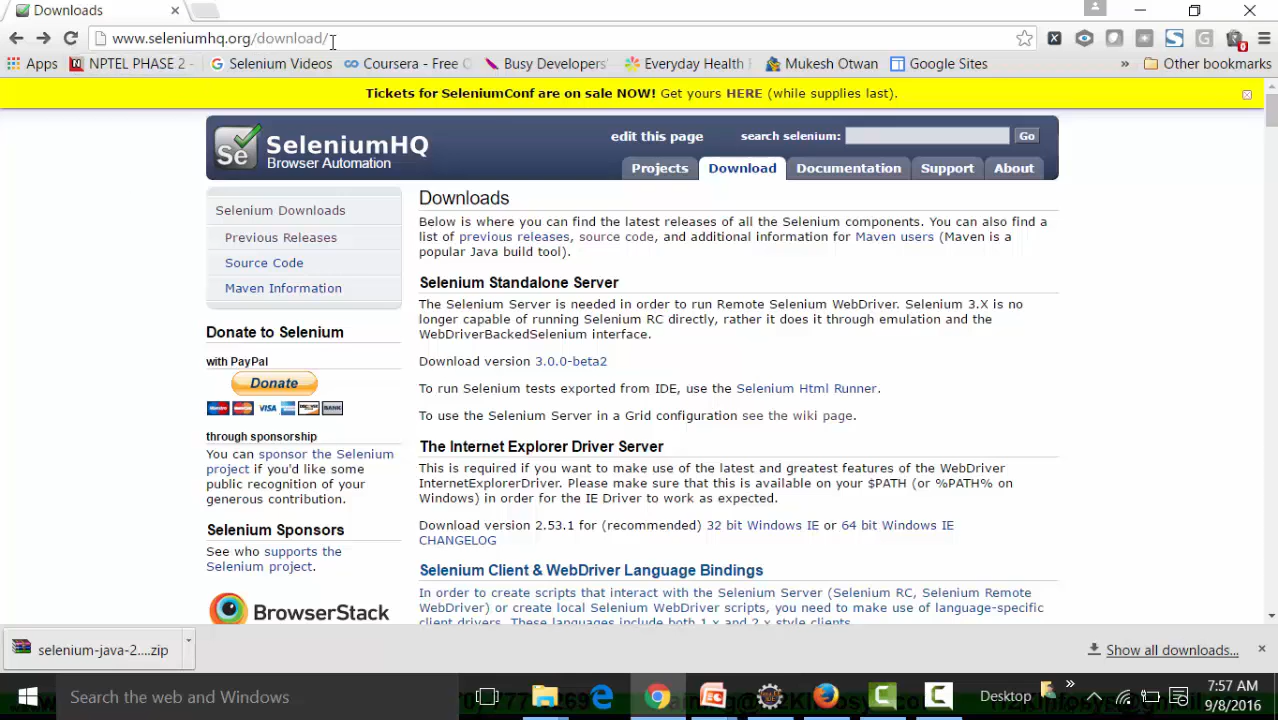 Downloads
www.seleniumhq.org/download/
Apps
NPTEL PHASE 2 -
Selenium Videos
Coursera - Free C
Busy Developers'
Everyday Health
Mukesh Otwan
Google Sites
»
Other bookmarks
Tickets for SeleniumConf are on sale NOW! Get yours HERE (while supplies last).
Se
SeleniumHQ
Browser Automation
edit this page
search selenium:
Go
Projects
Download
Documentation
Support
About
Selenium Downloads
Previous Releases
Source Code
Maven Information
Donate to Selenium
with PayPal
Donate
VISA
BANK
through sponsorship
You can sponsor the Selenium
project if you'd like some
public recognition of your
generous contribution.
Selenium Sponsors
See who supports the
Selenium project.
BrowserStack
Downloads
Below is where you can find the latest releases of all the Selenium components. You can also find a
list of previous releases, source code, and additional information for Maven users (Maven is a
popular Java build tool).
Selenium Standalone Server
The Selenium Server is needed in order to run Remote Selenium WebDriver. Selenium 3.X is no
longer capable of running Selenium RC directly, rather it does it through emulation and the
WebDriverBackedSelenium interface.
Download version 3.0.0-beta2
To run Selenium tests exported from IDE, use the Selenium Html Runner.
To use the Selenium Server in a Grid configuration see the wiki page.
The Internet Explorer Driver Server
This is required if you want to make use of the latest and greatest features of the WebDriver
InternetExplorerDriver. Please make sure that this is available on your $PATH (or %PATH% on
Windows) in order for the IE Driver to work as expected.
Download version 2.53.1 for (recommended) 32 bit Windows IE or 64 bit Windows IE
CHANGELOG
Selenium Client & WebDriver Language Bindings
In order to create scripts that interact with the Selenium Server (Selenium RC, Selenium Remote
WebDriver) or create local Selenium WebDriver scripts, you need to make use of language-specific
client drivers. These languages include both 1.x and 2.x style clients.
selenium-java-2....zip
Show all downloads...
Search the web and Windows
Desktop
»
7:57 AM
9/8/2016